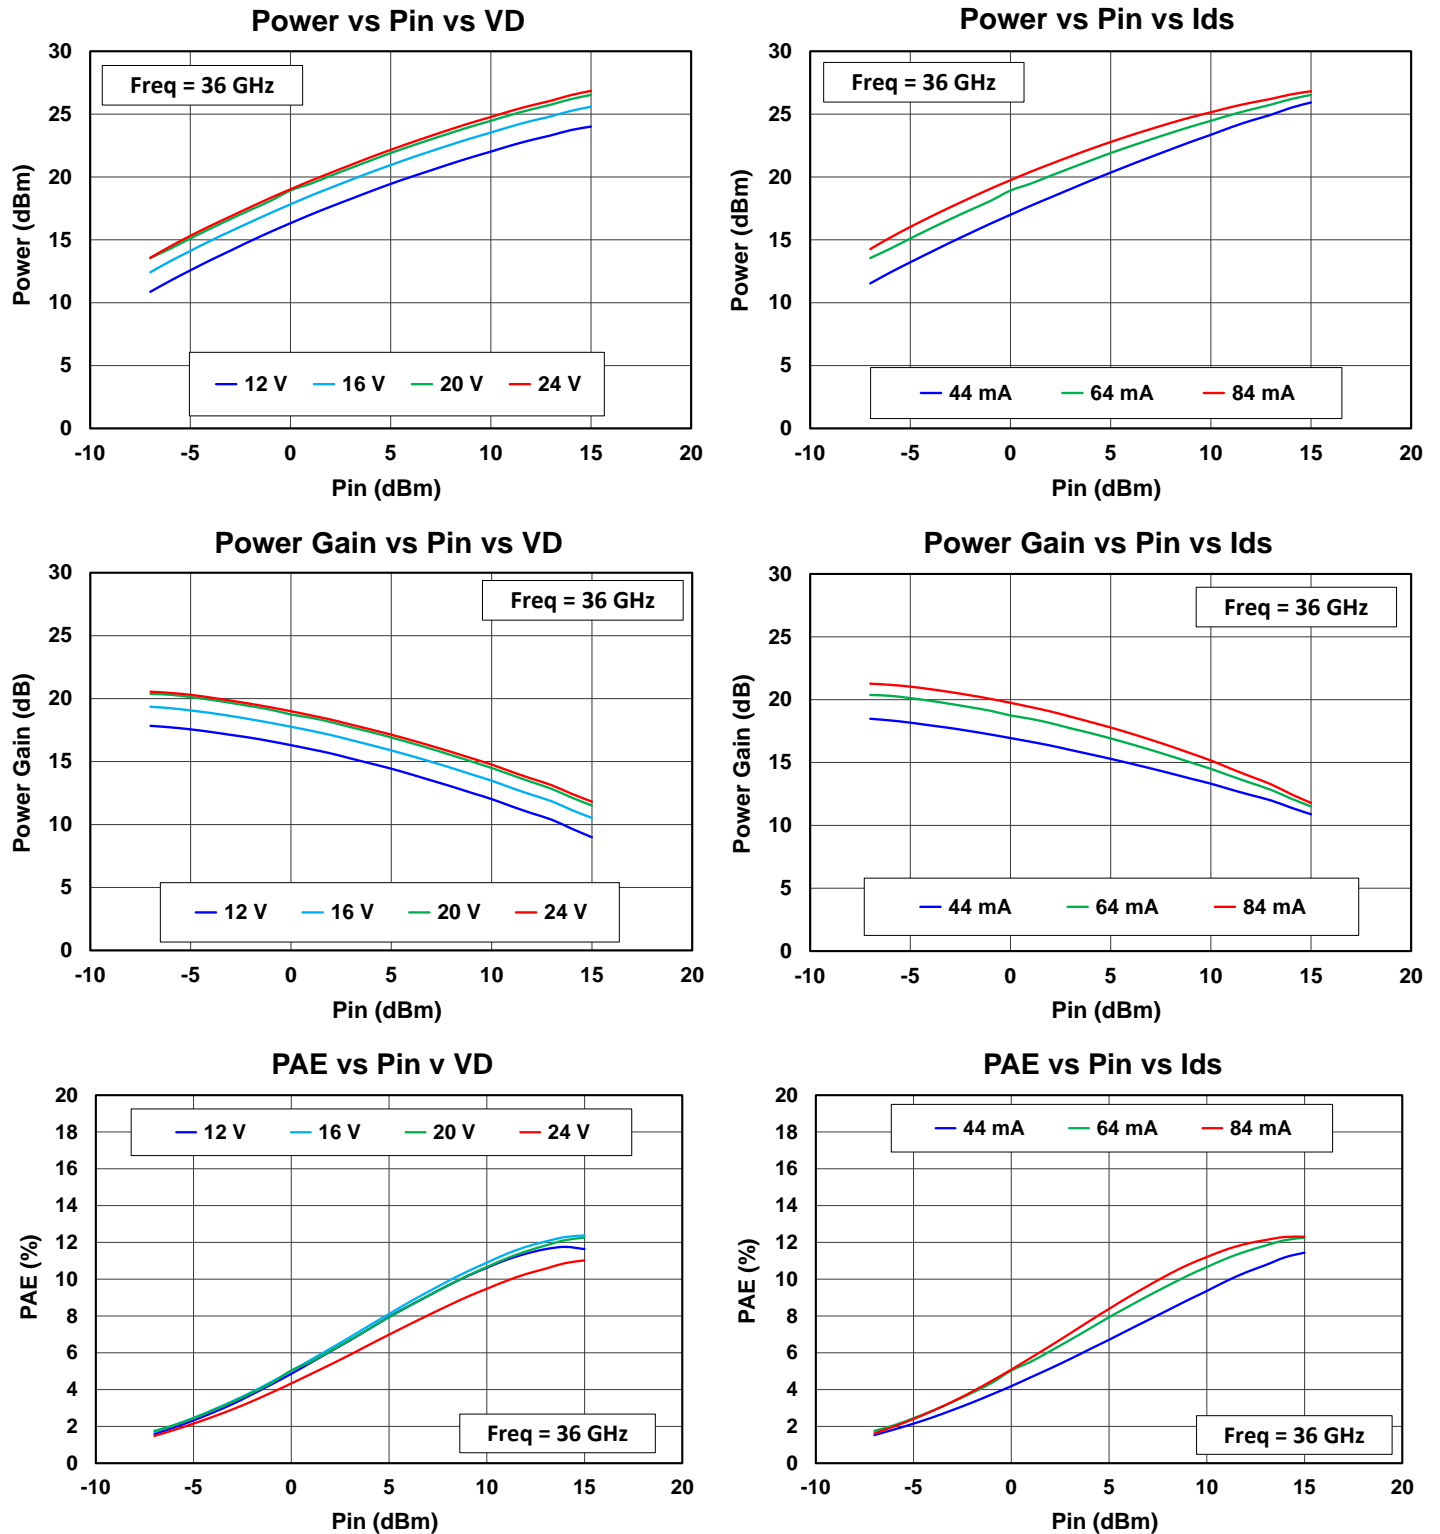 Power vs Pin vs VD
30
25
20
15
10
5
0
Power (dBm)
Freq = 36 GHz
12 V 16 V 20 V 24 V
-10 -5 0 5 10 15 20
Pin (dBm)
Power vs Pin vs Ids
30
25
20
15
10
5
0
Power (dBm)
Freq = 36 GHz
44 mA 64 mA 84 mA
-10 -5 0 5 10 15 20
Pin (dBm)
Power Gain vs Pin vs VD
30
25
20
15
10
5
0
Power Gain (dB)
Freq = 36 GHz
12 V 16 V 20 V 24 V
-10 -5 0 5 10 15 20
Pin (dBm)
Power Gain vs Pin vs Ids
30
25
20
15
10
5
0
Power Gain (dB)
Freq = 36 GHz
44 mA 64 mA 84 mA
-10 -5 0 5 10 15 20
Pin (dBm)
PAE vs Pin v VD
20
18
16
14
12
10
8
6
4
2
0
PAE (%)
12 V 16 V 20 V 24 V
Freq = 36 GHz
-10 -5 0 5 10 15 20
Pin (dBm)
PAE vs Pin vs Ids
20
18
16
14
12
10
8
6
4
2
0
PAE (%)
44 mA 64 mA 84 mA
Freq = 36 GHz
-10 -5 0 5 10 15 20
Pin (dBm)